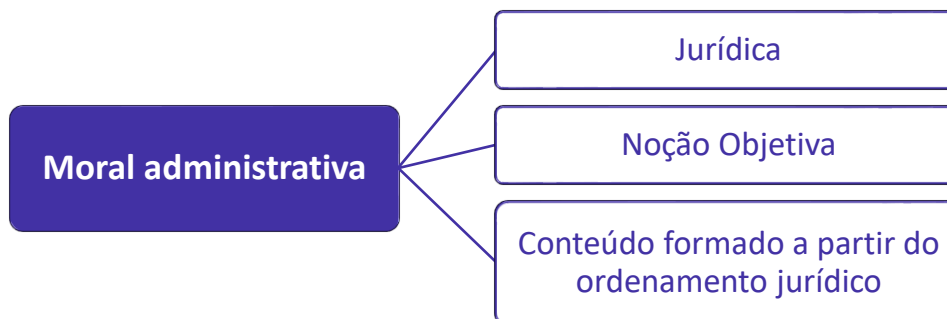 Moral administrativa
Jurídica
Noção Objetiva
Conteúdo formado a partir do
ordenamento jurídico